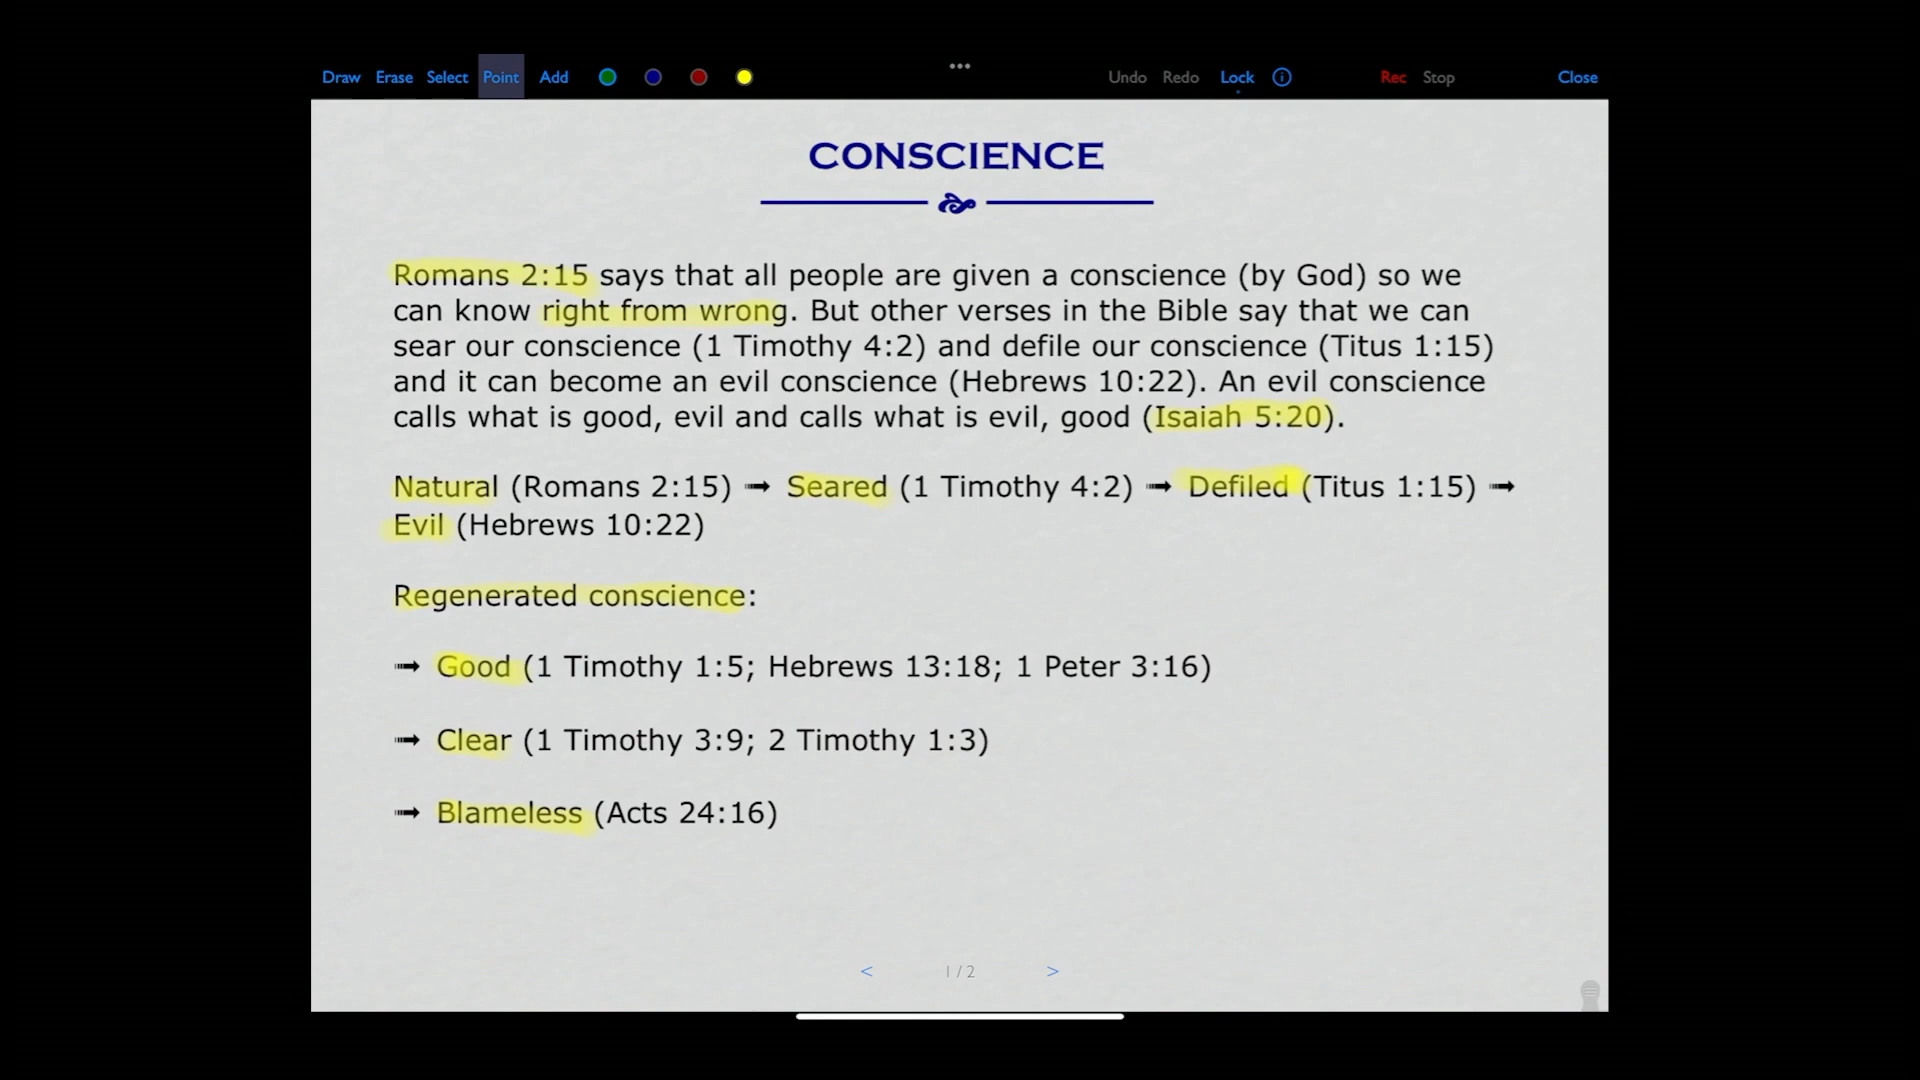 Draw Erase Select Point Add Undo Redo Lock Rec Stop Close
CONSCIENCE
Romans 2:15 says that all people are given a conscience (by God) so we
can know right from wrong. But other verses in the Bible say that we can
sear our conscience (1 Timothy 4:2) and defile our conscience (Titus 1:15)
and it can become an evil conscience (Hebrews 10:22). An evil conscience
calls what is good, evil and calls what is evil, good (Isaiah 5:20).
Natural (Romans 2:15) ➟ Seared (1 Timothy 4:2) ➟ Defiled (Titus 1:15) ➟
Evil (Hebrews 10:22)
Regenerated conscience:
➟ Good (1 Timothy 1:5; Hebrews 13:18; 1 Peter 3:16)
➟ Clear (1 Timothy 3:9; 2 Timothy 1:3)
➟ Blameless (Acts 24:16)
< 1 / 2 >